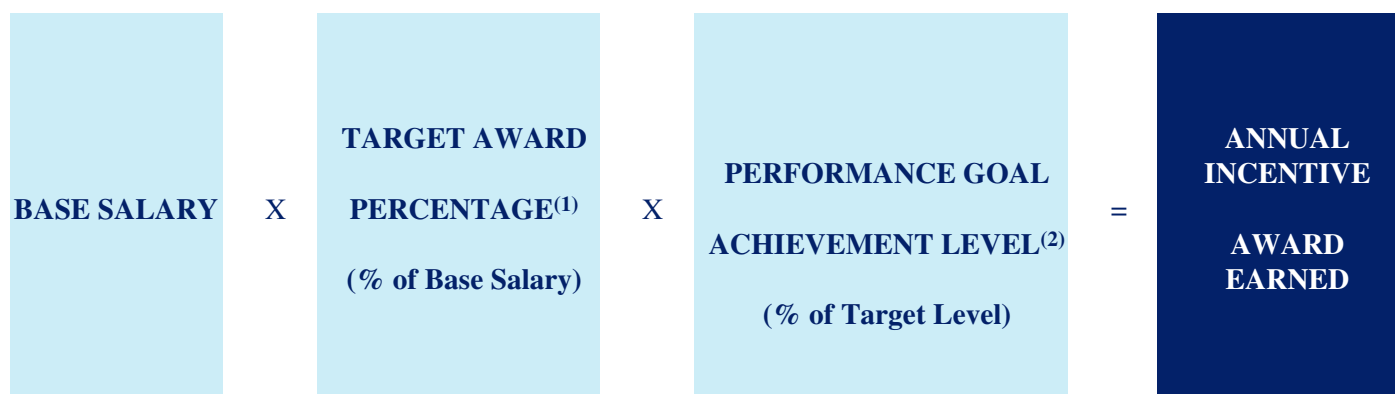 BASE SALARY
X
TARGET AWARD
PERCENTAGE(1)
(% of Base Salary)
X
PERFORMANCE GOAL
ACHIEVEMENT LEVEL(2)
(% of Target Level)
=
ANNUAL
INCENTIVE
AWARD
EARNED